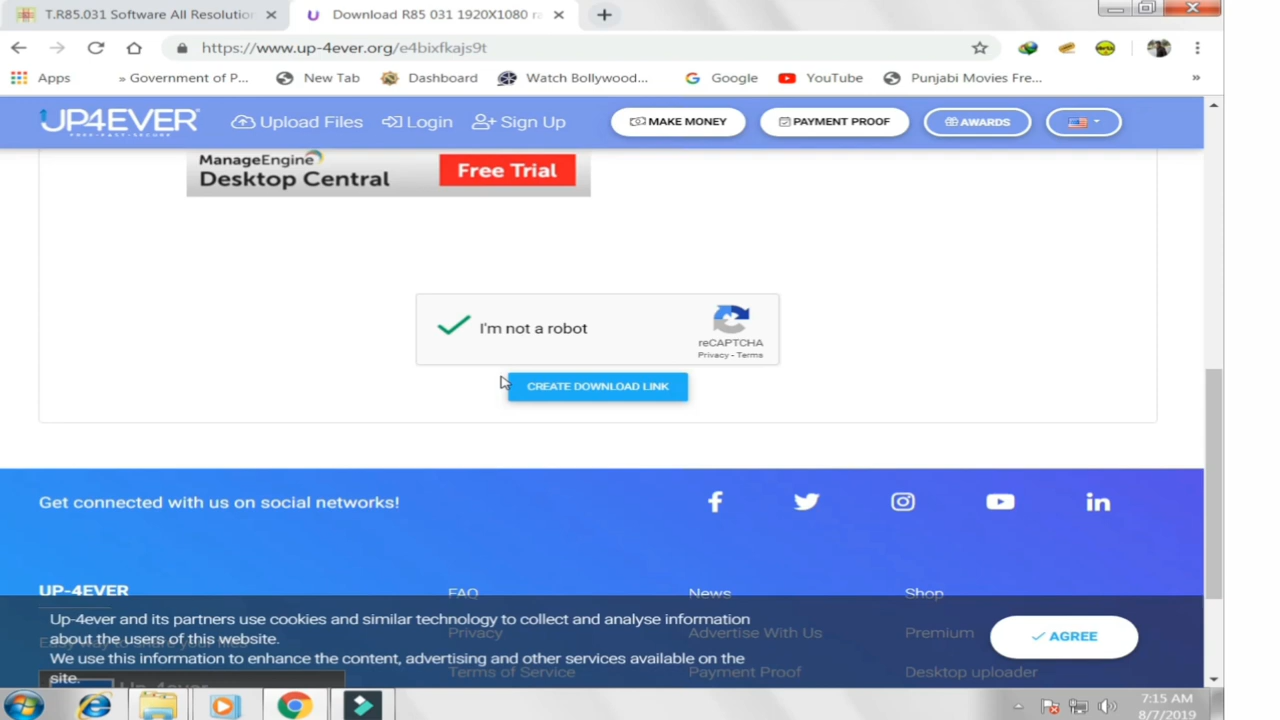 T.R85.031 Software All Resolution
Download R85 031 1920X1080 ra
https://www.up-4ever.org/e4bixfkajs9t
Apps
» Government of P...
New Tab
Dashboard
Watch Bollywood...
Google
YouTube
Punjabi Movies Fre...
»
UP4EVER
FREE-FAST-SECURE
Upload Files
Login
Sign Up
MAKE MONEY
PAYMENT PROOF
AWARDS
ManageEngine
Desktop Central
Free Trial
I'm not a robot
reCAPTCHA
Privacy - Terms
CREATE DOWNLOAD LINK
Get connected with us on social networks!
UP-4EVER
FAQ
News
Shop
Up-4ever and its partners use cookies and similar technology to collect and analyse information
about the users of this website.
Privacy
Advertise With Us
Premium
AGREE
We use this information to enhance the content, advertising and other services available on the
site.
Terms of Service
Payment Proof
Desktop uploader
7:15 AM
8/7/2019